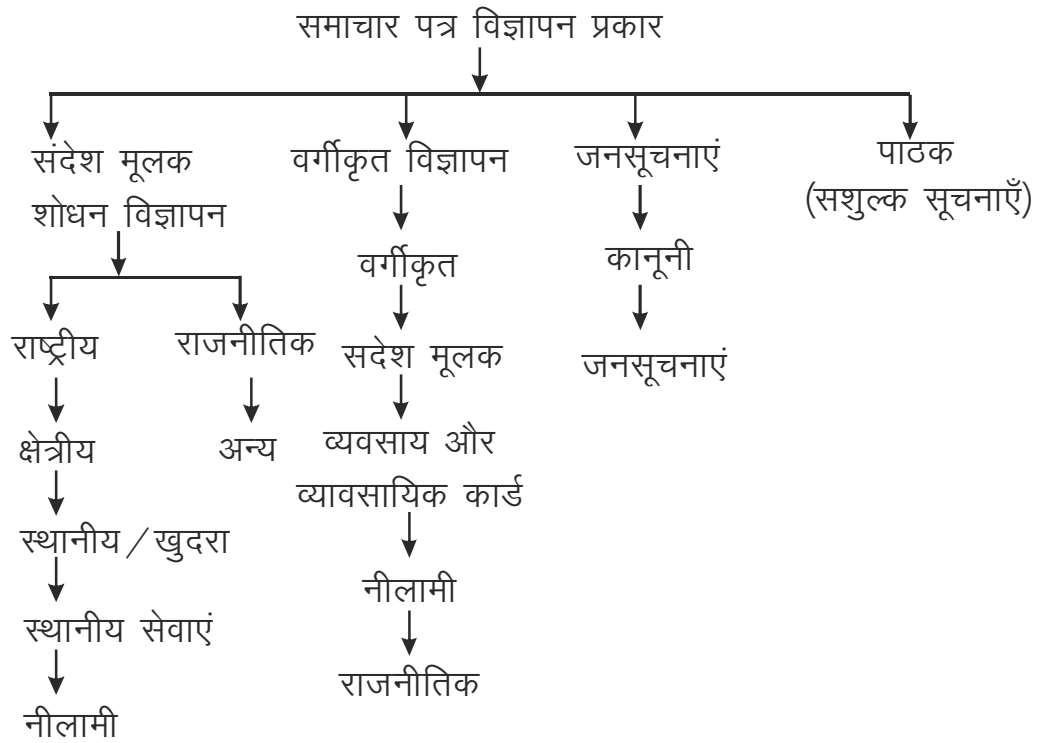 समाचार पत्र विज्ञापन प्रकार
संदेश मूलक
शोधन विज्ञापन
राष्ट्रीय
क्षेत्रीय
स्थानीय/खुदरा
स्थानीय सेवाएं
नीलामी
राजनीतिक
अन्य
वर्गीकृत विज्ञापन
वर्गीकृत
सदेश मूलक
व्यवसाय और
व्यावसायिक कार्ड
नीलामी
राजनीतिक
जनसूचनाएं
कानूनी
जनसूचनाएं
पाठक
(सशुल्क सूचनाएँ)